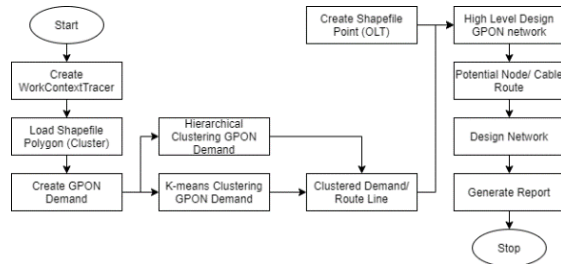 Start
Create
WorkContextTracer
Load Shapefile
Polygon (Cluster)
Create GPON
Demand
Hierarchical
Clustering GPON
Demand
K-means Clustering
GPON Demand
Create Shapefile
Point (OLT)
Clustered Demand/
Route Line
High Level Design
GPON network
Potential Node/ Cable
Route
Design Network
Generate Report
Stop